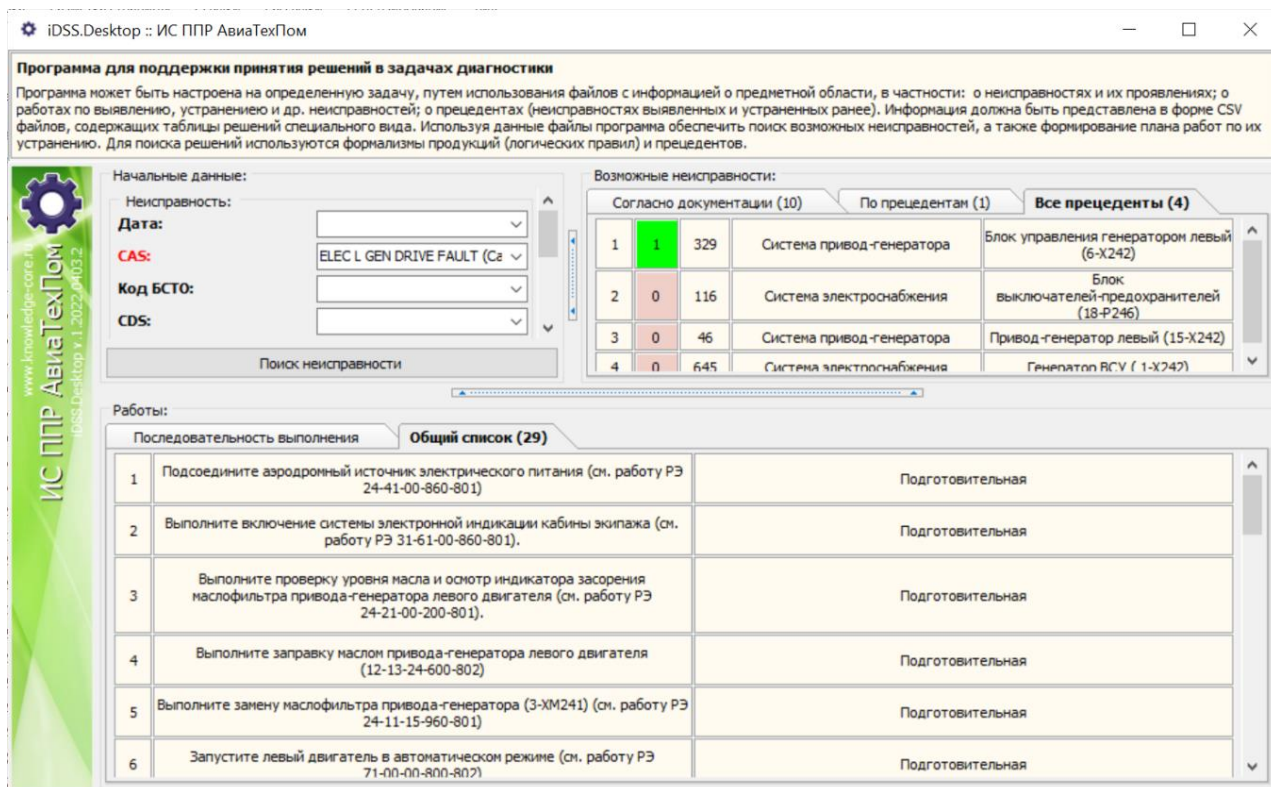 iDSS.Desktop :: ИС ППР АвиаТехПом
Программа для поддержки принятия решений в задачах диагностики
Программа может быть настроена на определенную задачу, путем использования файлов с информацией о предметной области, в частности: о неисправностях и их проявлениях; о
работах по выявлению, устранениею и др. неисправностей; о прецедентах (неисправностях выявленных и устраненных ранее). Информация должна быть представлена в форме CSV
файлов, содержащих таблицы решений специального вида. Используя данные файлы программа обеспечить поиск возможных неисправностей, а также формирование плана работ по их
устранению. Для поиска решений используются формализмы продукций (логических правил) и прецедентов.
www.knowledge-core.ru
ИС ППР АвиаТехПом
iDSS.Desktop v.1.2022.0403.2
Начальные данные:
Неисправность:
Дата:
CAS:
ELEC L GEN DRIVE FAULT (Ca
Код БСТО:
CDS:
Поиск неисправности
Возможные неисправности:
Согласно документации (10)
По прецедентам (1)
Все прецеденты (4)
1 1 329 Система привод-генератора Блок управления генератором левый
(6-X242)
2 0 116 Система электроснабжения Блок
выключателей-предохранителей
(18-P246)
3 0 46 Система привод-генератора Привод-генератор левый (15-X242)
4 0 645 Система электроснабжения Генератор ВСУ ( 1-X242)
Работы:
Последовательность выполнения
Общий список (29)
1 Подсоедините аэродромный источник электрического питания (см. работу РЭ
24-41-00-860-801) Подготовительная
2 Выполните включение системы электронной индикации кабины экипажа (см.
работу РЭ 31-61-00-860-801). Подготовительная
3 Выполните проверку уровня масла и осмотр индикатора засорения
маслофильтра привода-генератора левого двигателя (см. работу РЭ
24-21-00-200-801). Подготовительная
4 Выполните заправку маслом привода-генератора левого двигателя
(12-13-24-600-802) Подготовительная
5 Выполните замену маслофильтра привода-генератора (3-XM241) (см. работу РЭ
24-11-15-960-801) Подготовительная
6 Запустите левый двигатель в автоматическом режиме (см. работу РЭ
71-00-00-800-802) Подготовительная